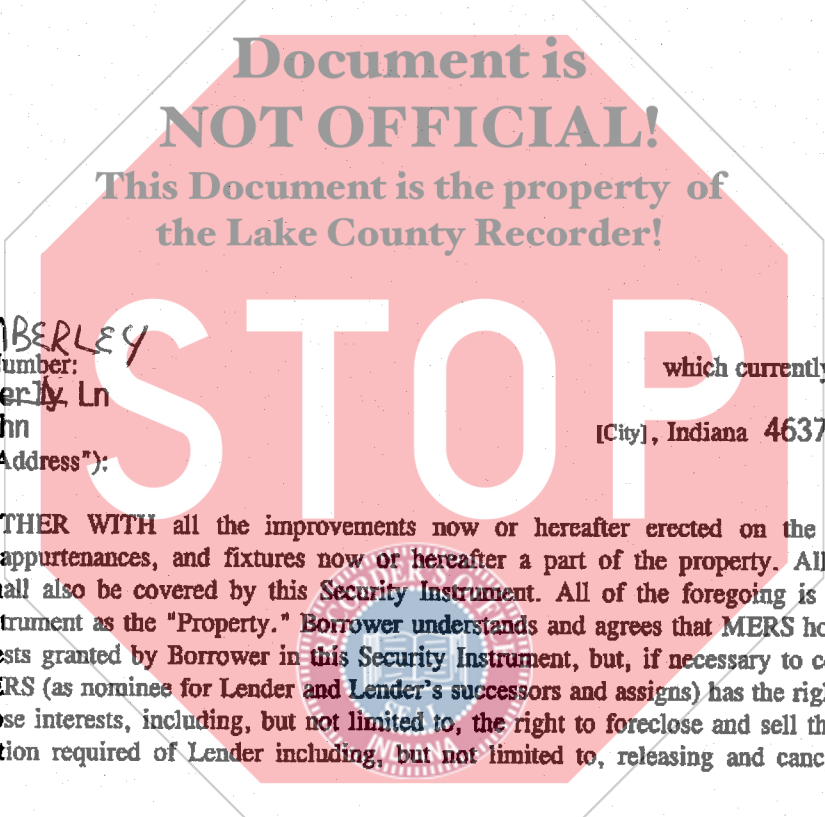 Document is
NOT OFFICIAL!
This Document is the property of
the Lake County Recorder!
STOP
BERLEY
umber:
which currently
erly Ln
hn
[City], Indiana 4637
Address"):
THER WITH all the improvements now or hereafter erected on the
appurtenances, and fixtures now or hereafter a part of the property. All
all also be covered by this Security Instrument. All of the foregoing is
trument as the "Property." Borrower understands and agrees that MERS ho
sts granted by Borrower in this Security Instrument, but, if necessary to c
RS (as nominee for Lender and Lender's successors and assigns) has the righ
se interests, including, but not limited to, the right to foreclose and sell th
tion required of Lender including, but not limited to, releasing and canc
SEAL
INDIANA